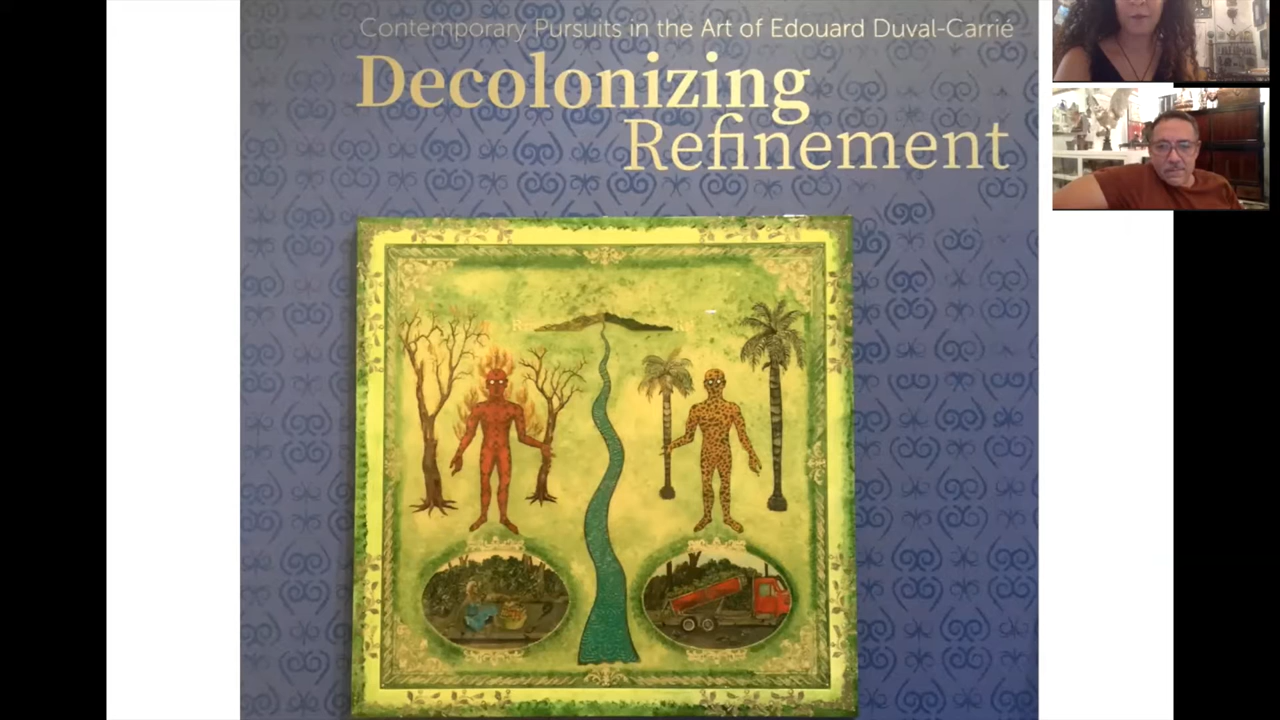 Contemporary Pursuits in the Art of Edouard Duval-Carrié
Decolonizing
Refinement